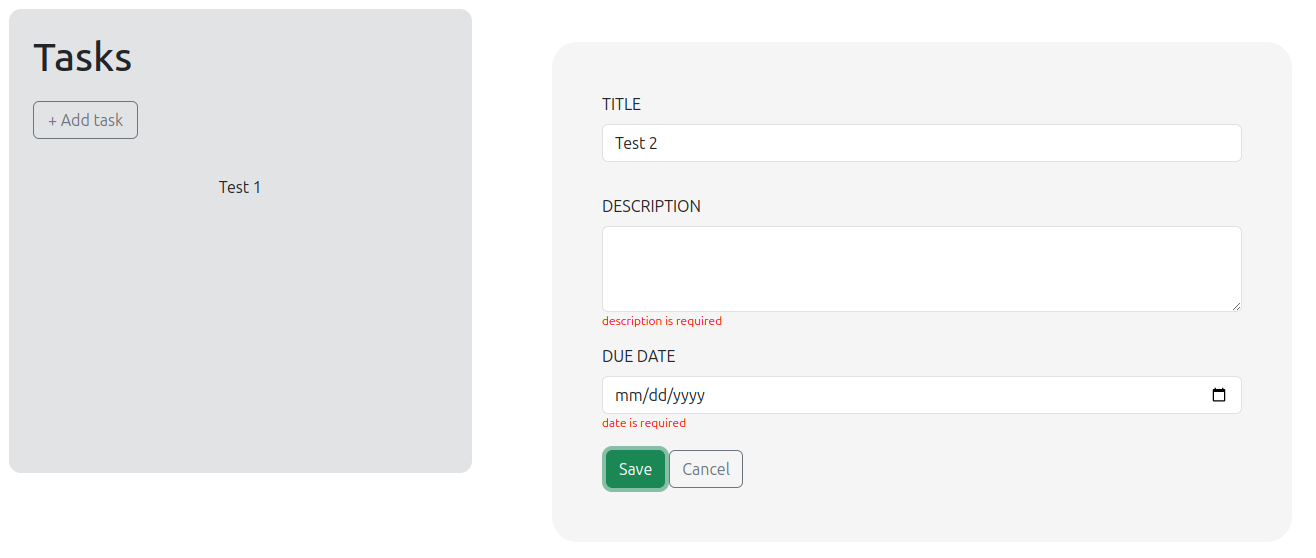 Tasks
+ Add task
Test 1
TITLE
Test 2
DESCRIPTION
description is required
DUE DATE
mm/dd/yyyy
date is required
Save
Cancel